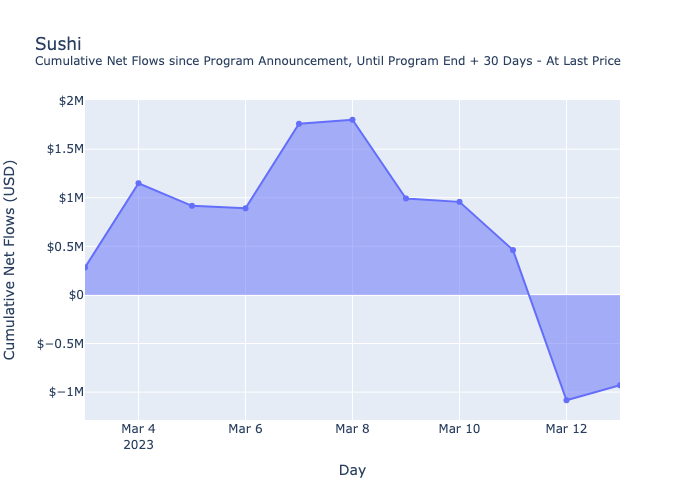 Sushi
Cumulative Net Flows since Program Announcement, Until Program End + 30 Days - At Last Price
Cumulative Net Flows (USD)
$2M
$1.5M
$1M
$0.5M
$0
$−0.5M
$−1M
Mar 4 Mar 6 Mar 8 Mar 10 Mar 12
2023
Day